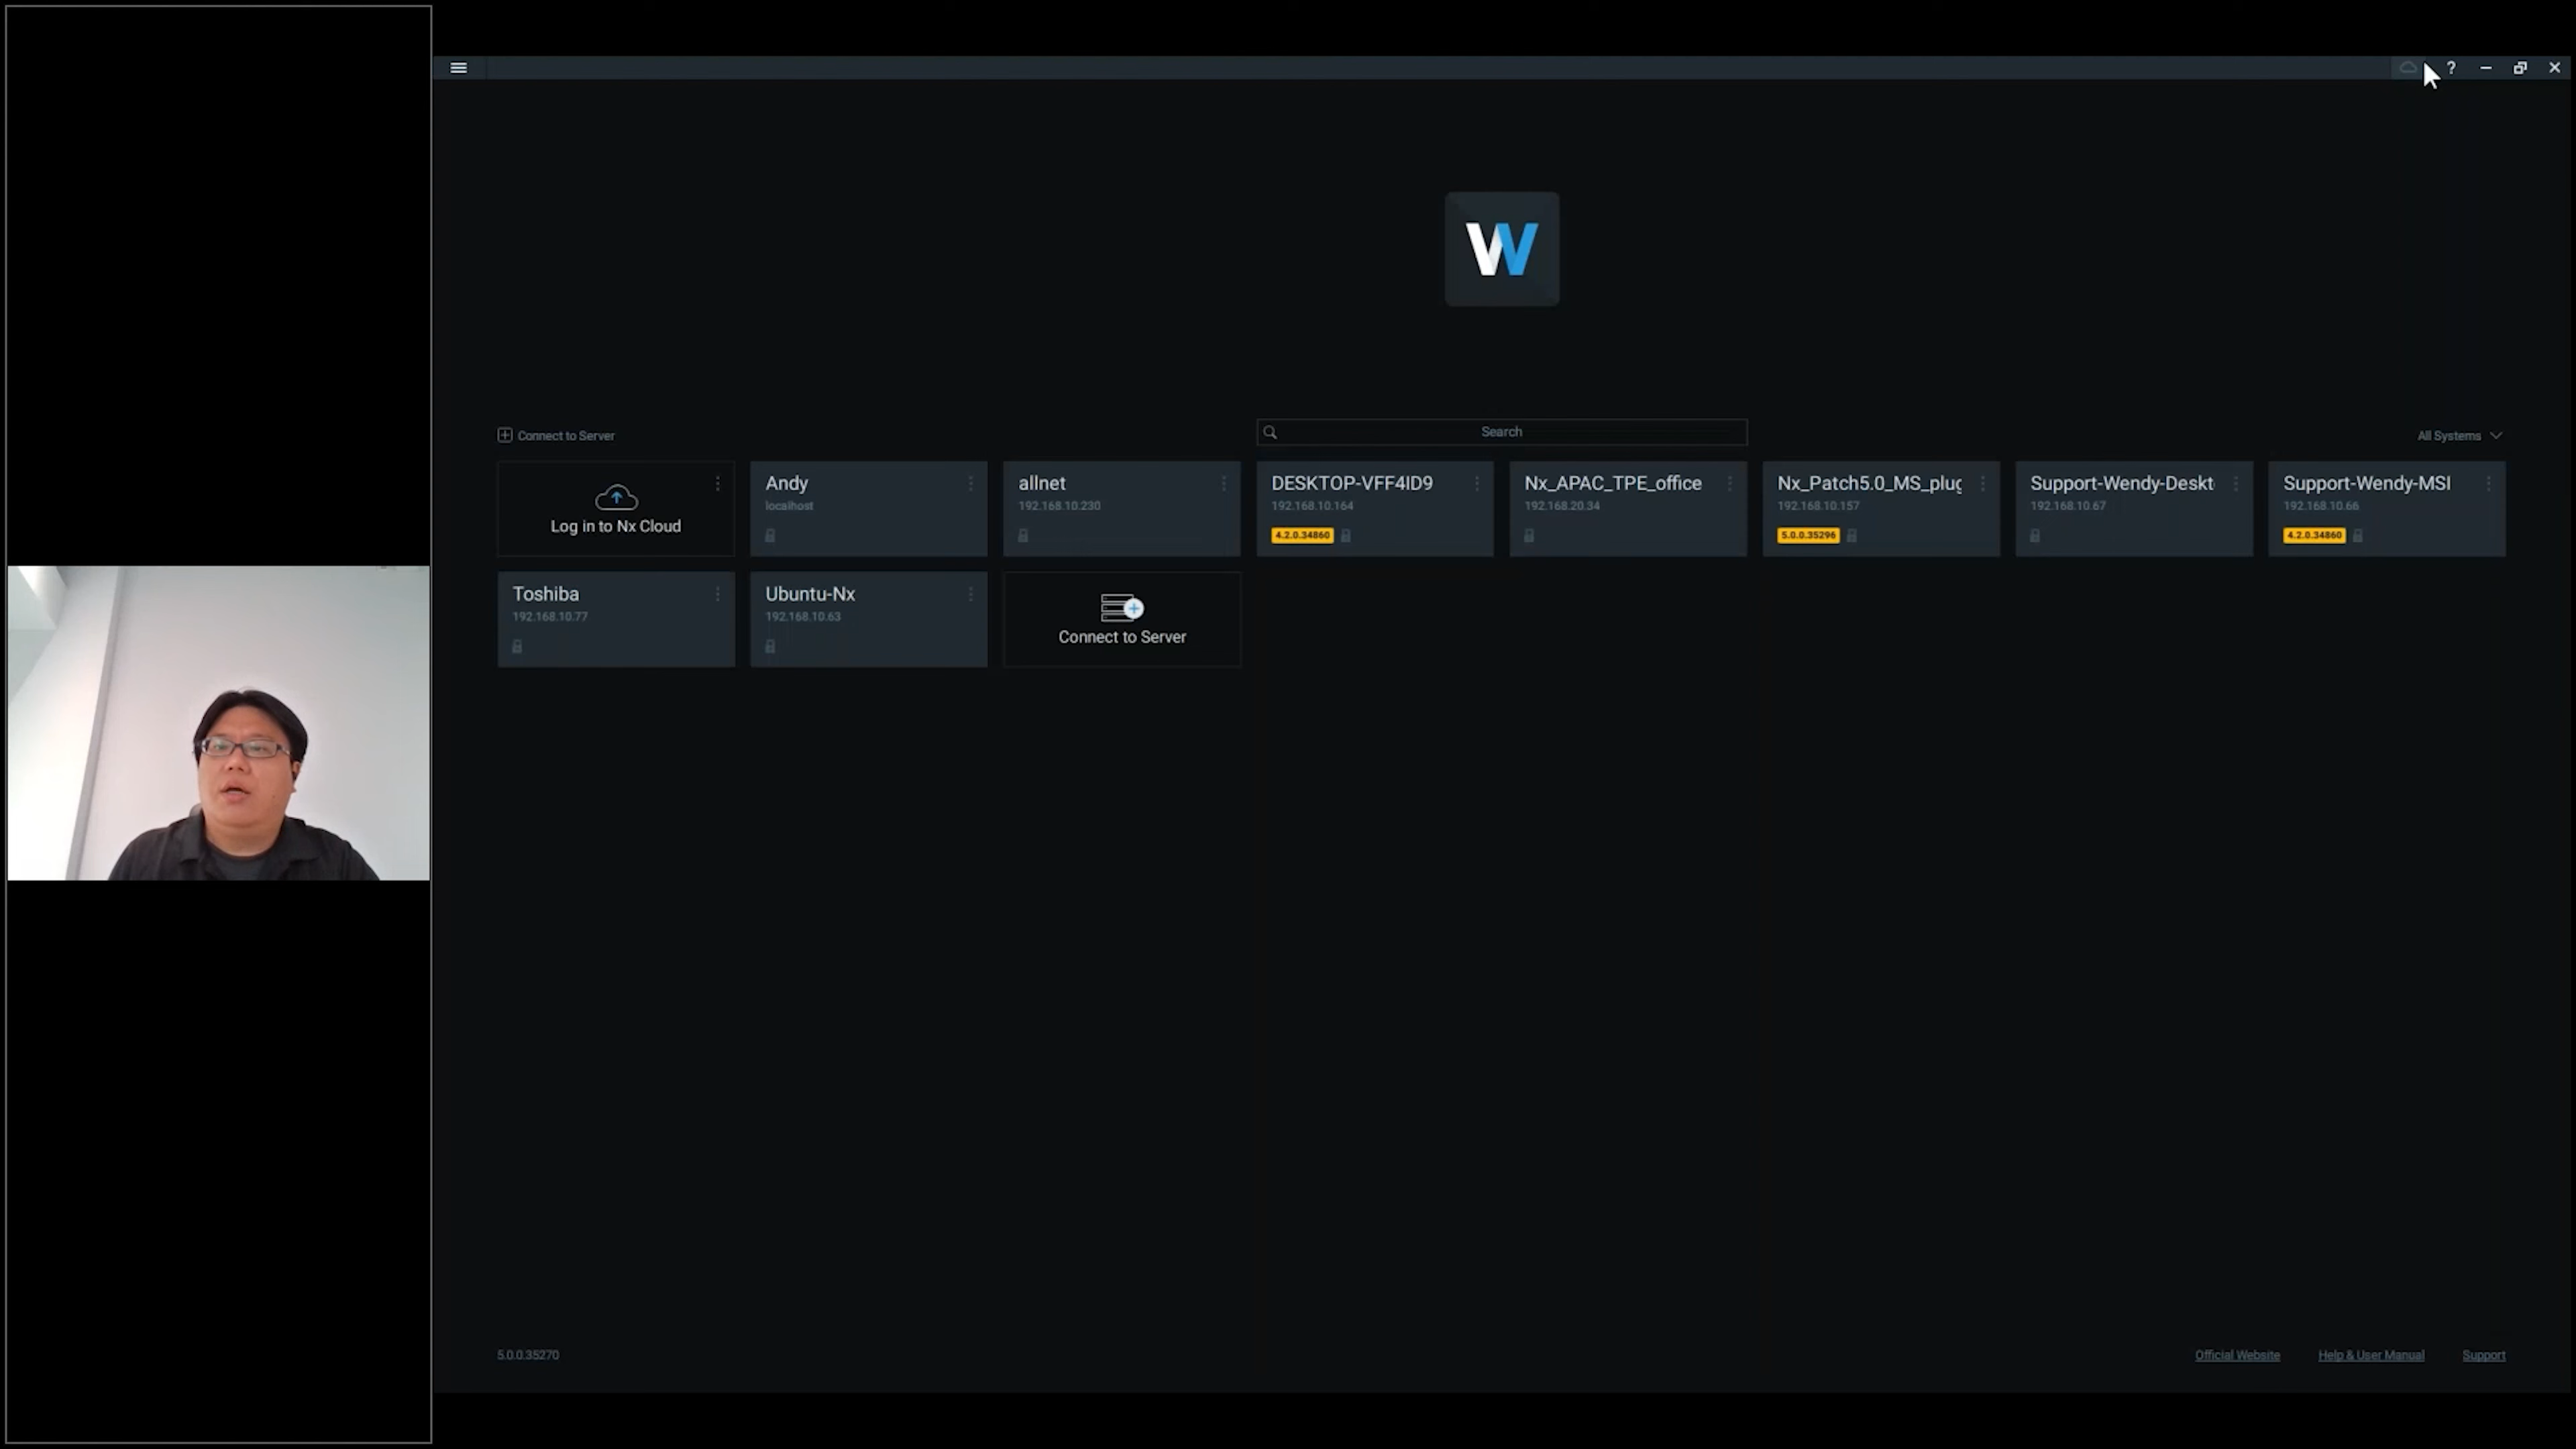 ?
W
Connect to Server
Search
All Systems
Log in to Nx Cloud
Andy
localhost
allnet
192.168.10.230
DESKTOP-VFF4ID9
192.168.10.164
4.2.0.34860
Nx_APAC_TPE_office
192.168.20.34
Nx_Patch5.0_MS_plug
192.168.10.157
5.0.0.35296
Support-Wendy-Deskt
192.168.10.67
Support-Wendy-MSI
192.168.10.66
4.2.0.34860
Toshiba
192.168.10.77
Ubuntu-Nx
192.168.10.63
Connect to Server
5.0.0.35270
Official Website
Help & User Manual
Support